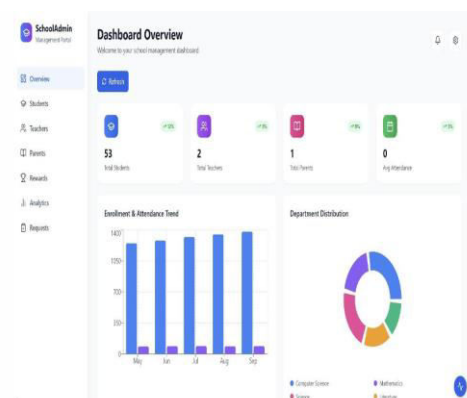 SchoolAdmin
Management Portal
Dashboard Overview
Welcome to your school management dashboard
Refresh
Overview
Students
Teachers
Parents
Rewards
Analytics
Requests
53
Total Students
2
Total Teachers
1
Total Parents
0
Avg Attendance
Enrollment & Attendance Trend
1400
1050
700
350
0
May Jun Jul Aug Sep
Department Distribution
Computer Science
Mathematics
Science
Literature